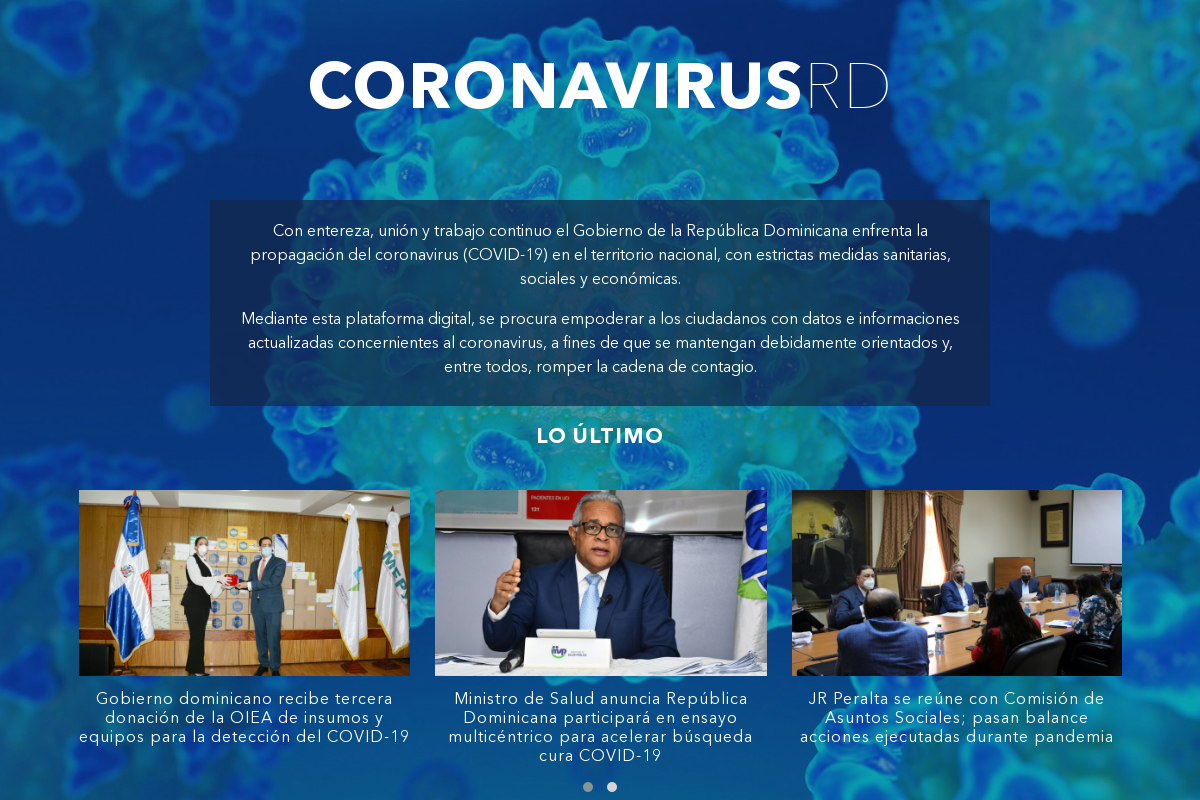 CORONAVIRUSRD
Con entereza, unión y trabajo continuo el Gobierno de la República Dominicana enfrenta la
propagación del coronavirus (COVID-19) en el territorio nacional, con estrictas medidas sanitarias,
sociales y económicas.
Mediante esta plataforma digital, se procura empoderar a los ciudadanos con datos e informaciones
actualizadas concernientes al coronavirus, a fines de que se mantengan debidamente orientados y,
entre todos, romper la cadena de contagio.
LO ÚLTIMO
PACIENTES EN UCI
131
Gobierno dominicano recibe tercera
donación de la OIEA de insumos y
equipos para la detección del COVID-19
Ministro de Salud anuncia República
Dominicana participará en ensayo
multicéntrico para acelerar búsqueda
cura COVID-19
JR Peralta se reúne con Comisión de
Asuntos Sociales; pasan balance
acciones ejecutadas durante pandemia